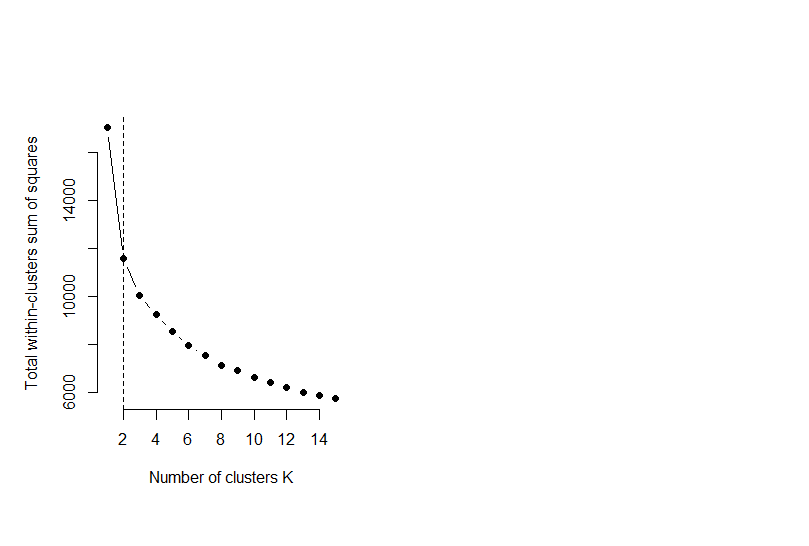 Total within-clusters sum of squares
14000
10000
6000
2 4 6 8 10 12 14
Number of clusters K